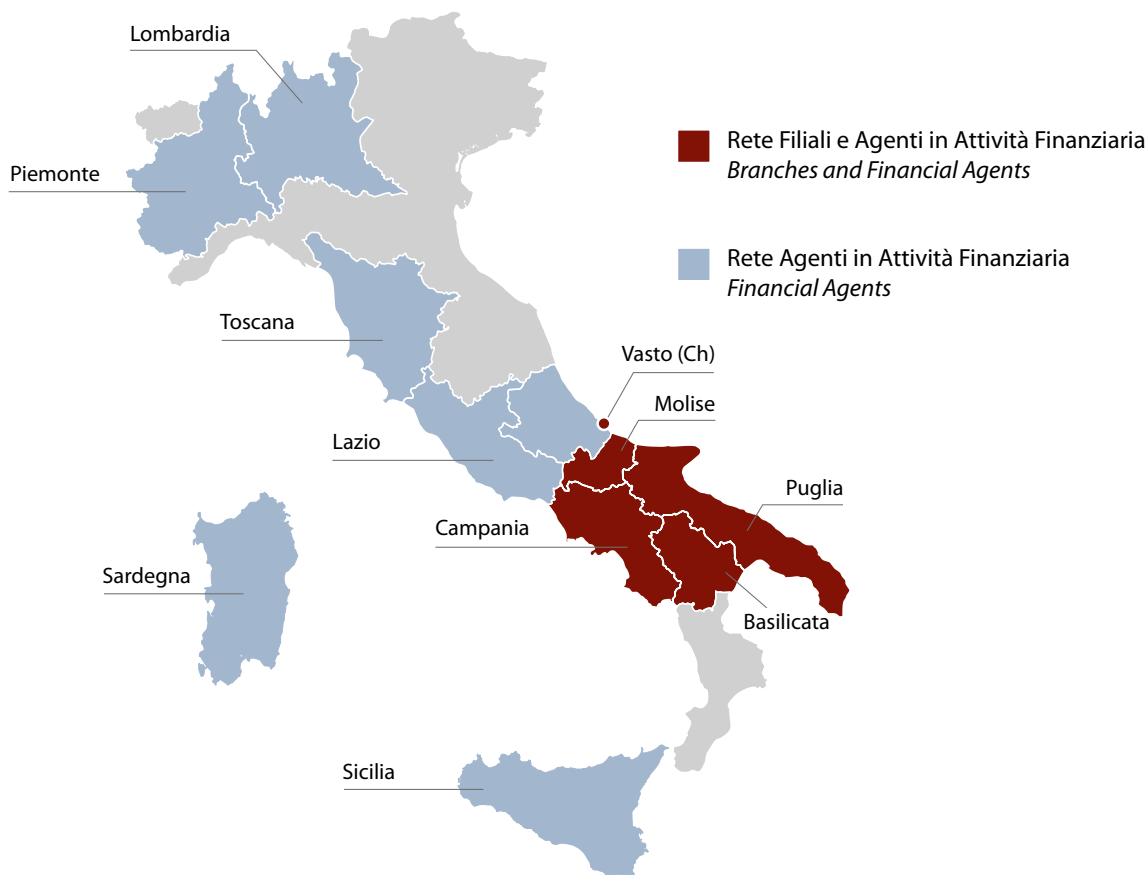 Lombardia
Piemonte
Rete Filiali e Agenti in Attività Finanziaria
Branches and Financial Agents
Rete Agenti in Attività Finanziaria
Financial Agents
Toscana
Vasto (Ch)
Molise
Lazio
Puglia
Campania
Sardegna
Basilicata
Sicilia